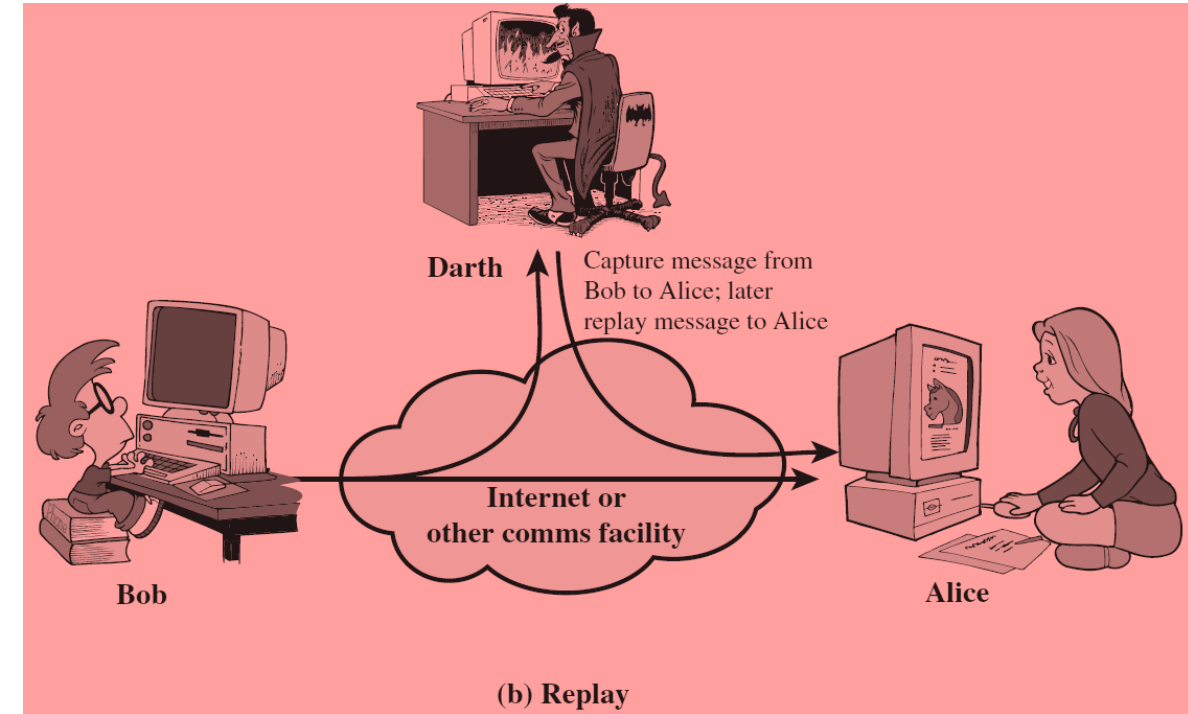 Darth
Capture message from
Bob to Alice; later
replay message to Alice
Internet or
other comms facility
Bob
Alice
(b) Replay